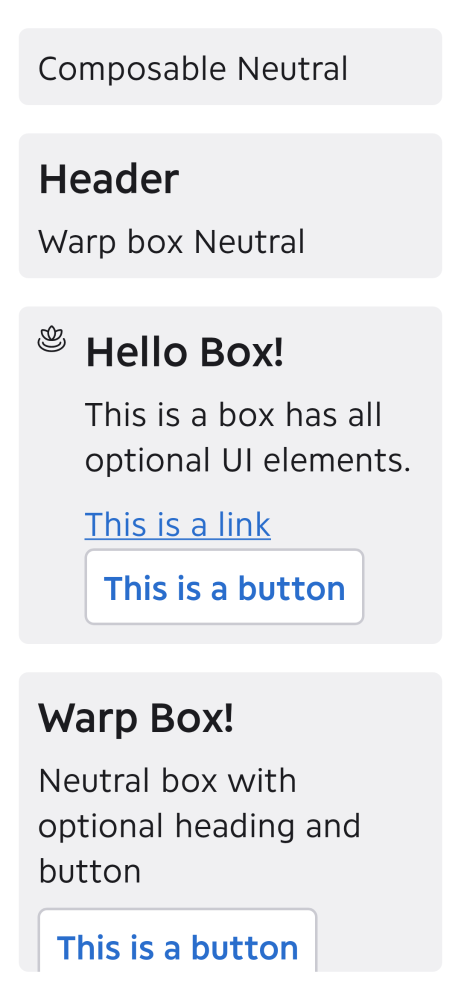 Composable Neutral
Header
Warp box Neutral
Hello Box!
This is a box has all
optional UI elements.
This is a link
This is a button
Warp Box!
Neutral box with
optional heading and
button
This is a button